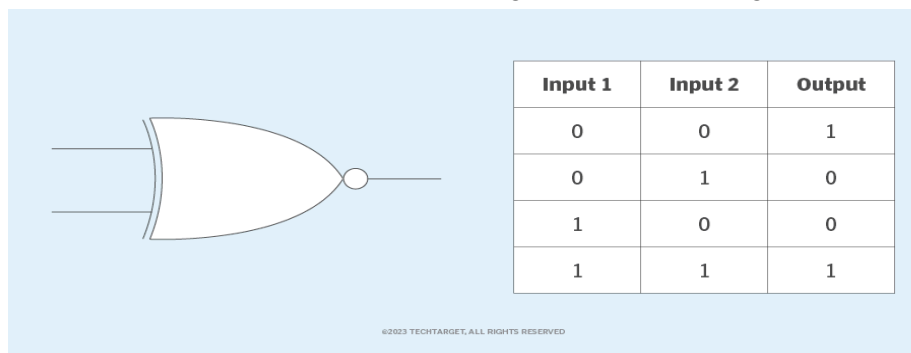 Input 1 Input 2 Output
0 0 1
0 1 0
1 0 0
1 1 1
©2023 TECHTARGET, ALL RIGHTS RESERVED